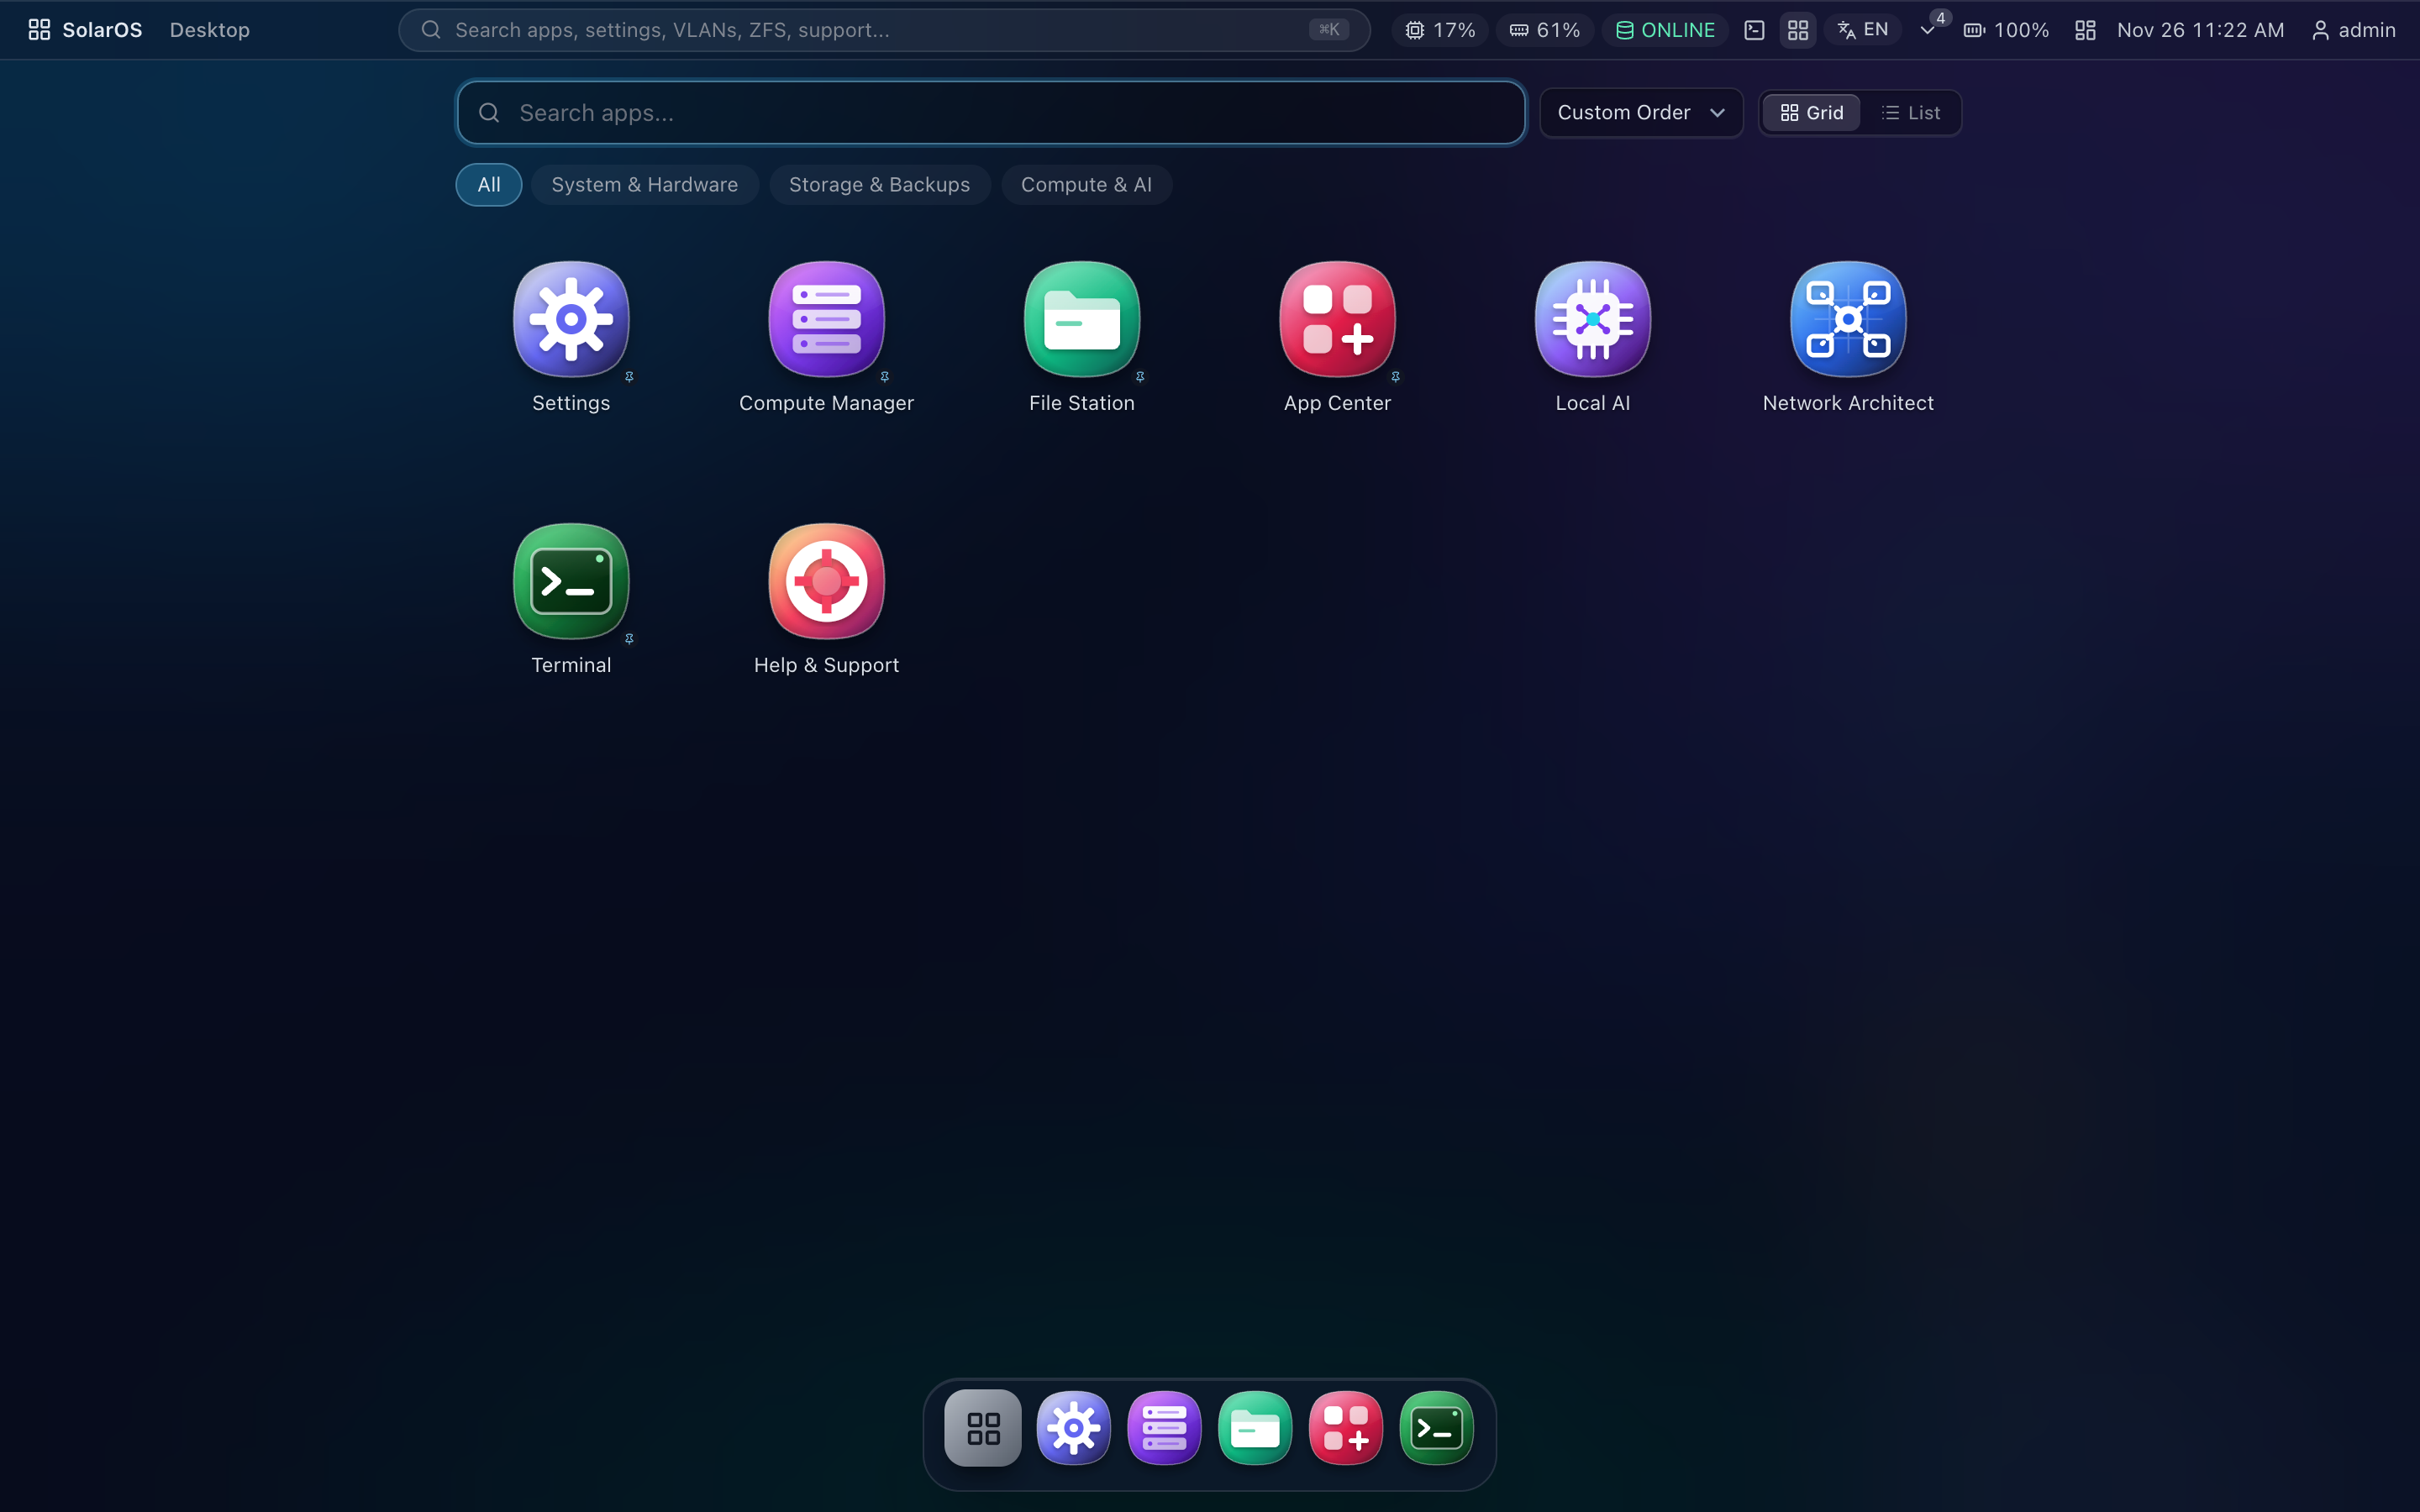 SolarOS Desktop Search apps, settings, VLANs, ZFS, support... ⌘K 17% 61% ONLINE EN 4 100% Nov 26 11:22 AM admin
Search apps... Custom Order Grid List
All System & Hardware Storage & Backups Compute & AI
Settings Compute Manager File Station App Center Local AI Network Architect
Terminal Help & Support